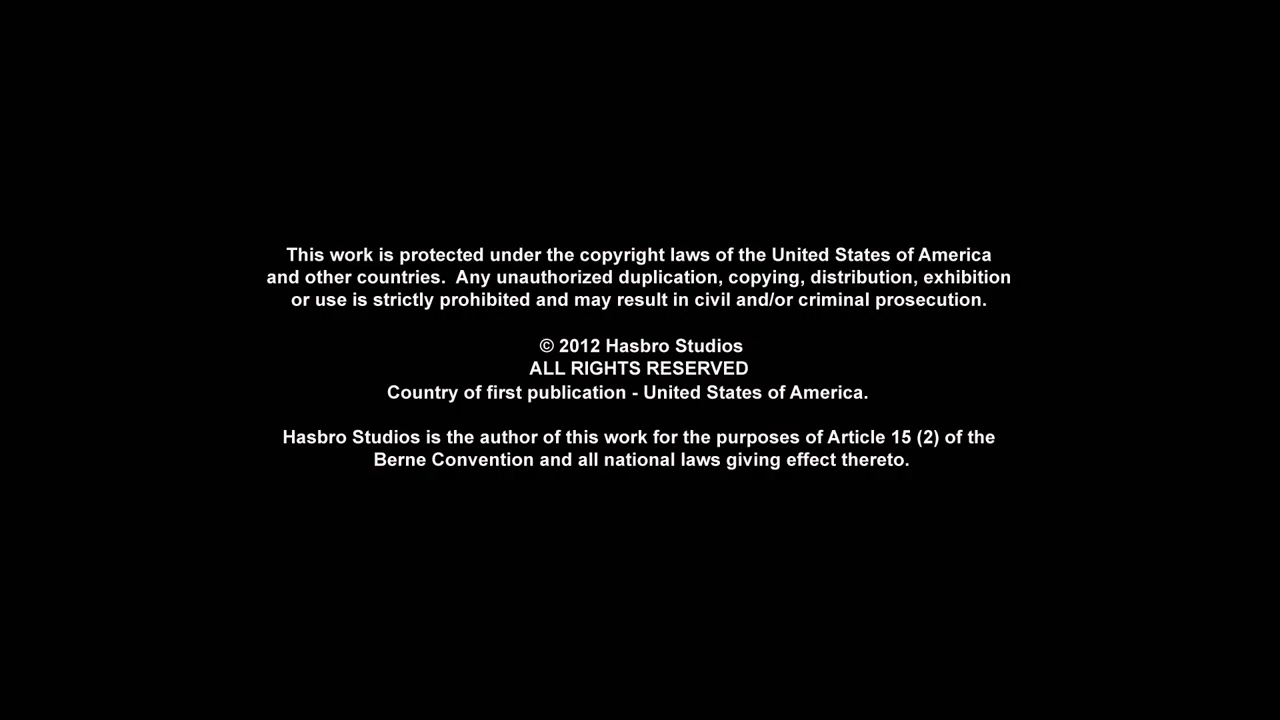 This work is protected under the copyright laws of the United States of America
and other countries.  Any unauthorized duplication, copying, distribution, exhibition
or use is strictly prohibited and may result in civil and/or criminal prosecution.
© 2012 Hasbro Studios
ALL RIGHTS RESERVED
Country of first publication - United States of America.
Hasbro Studios is the author of this work for the purposes of Article 15 (2) of the
Berne Convention and all national laws giving effect thereto.